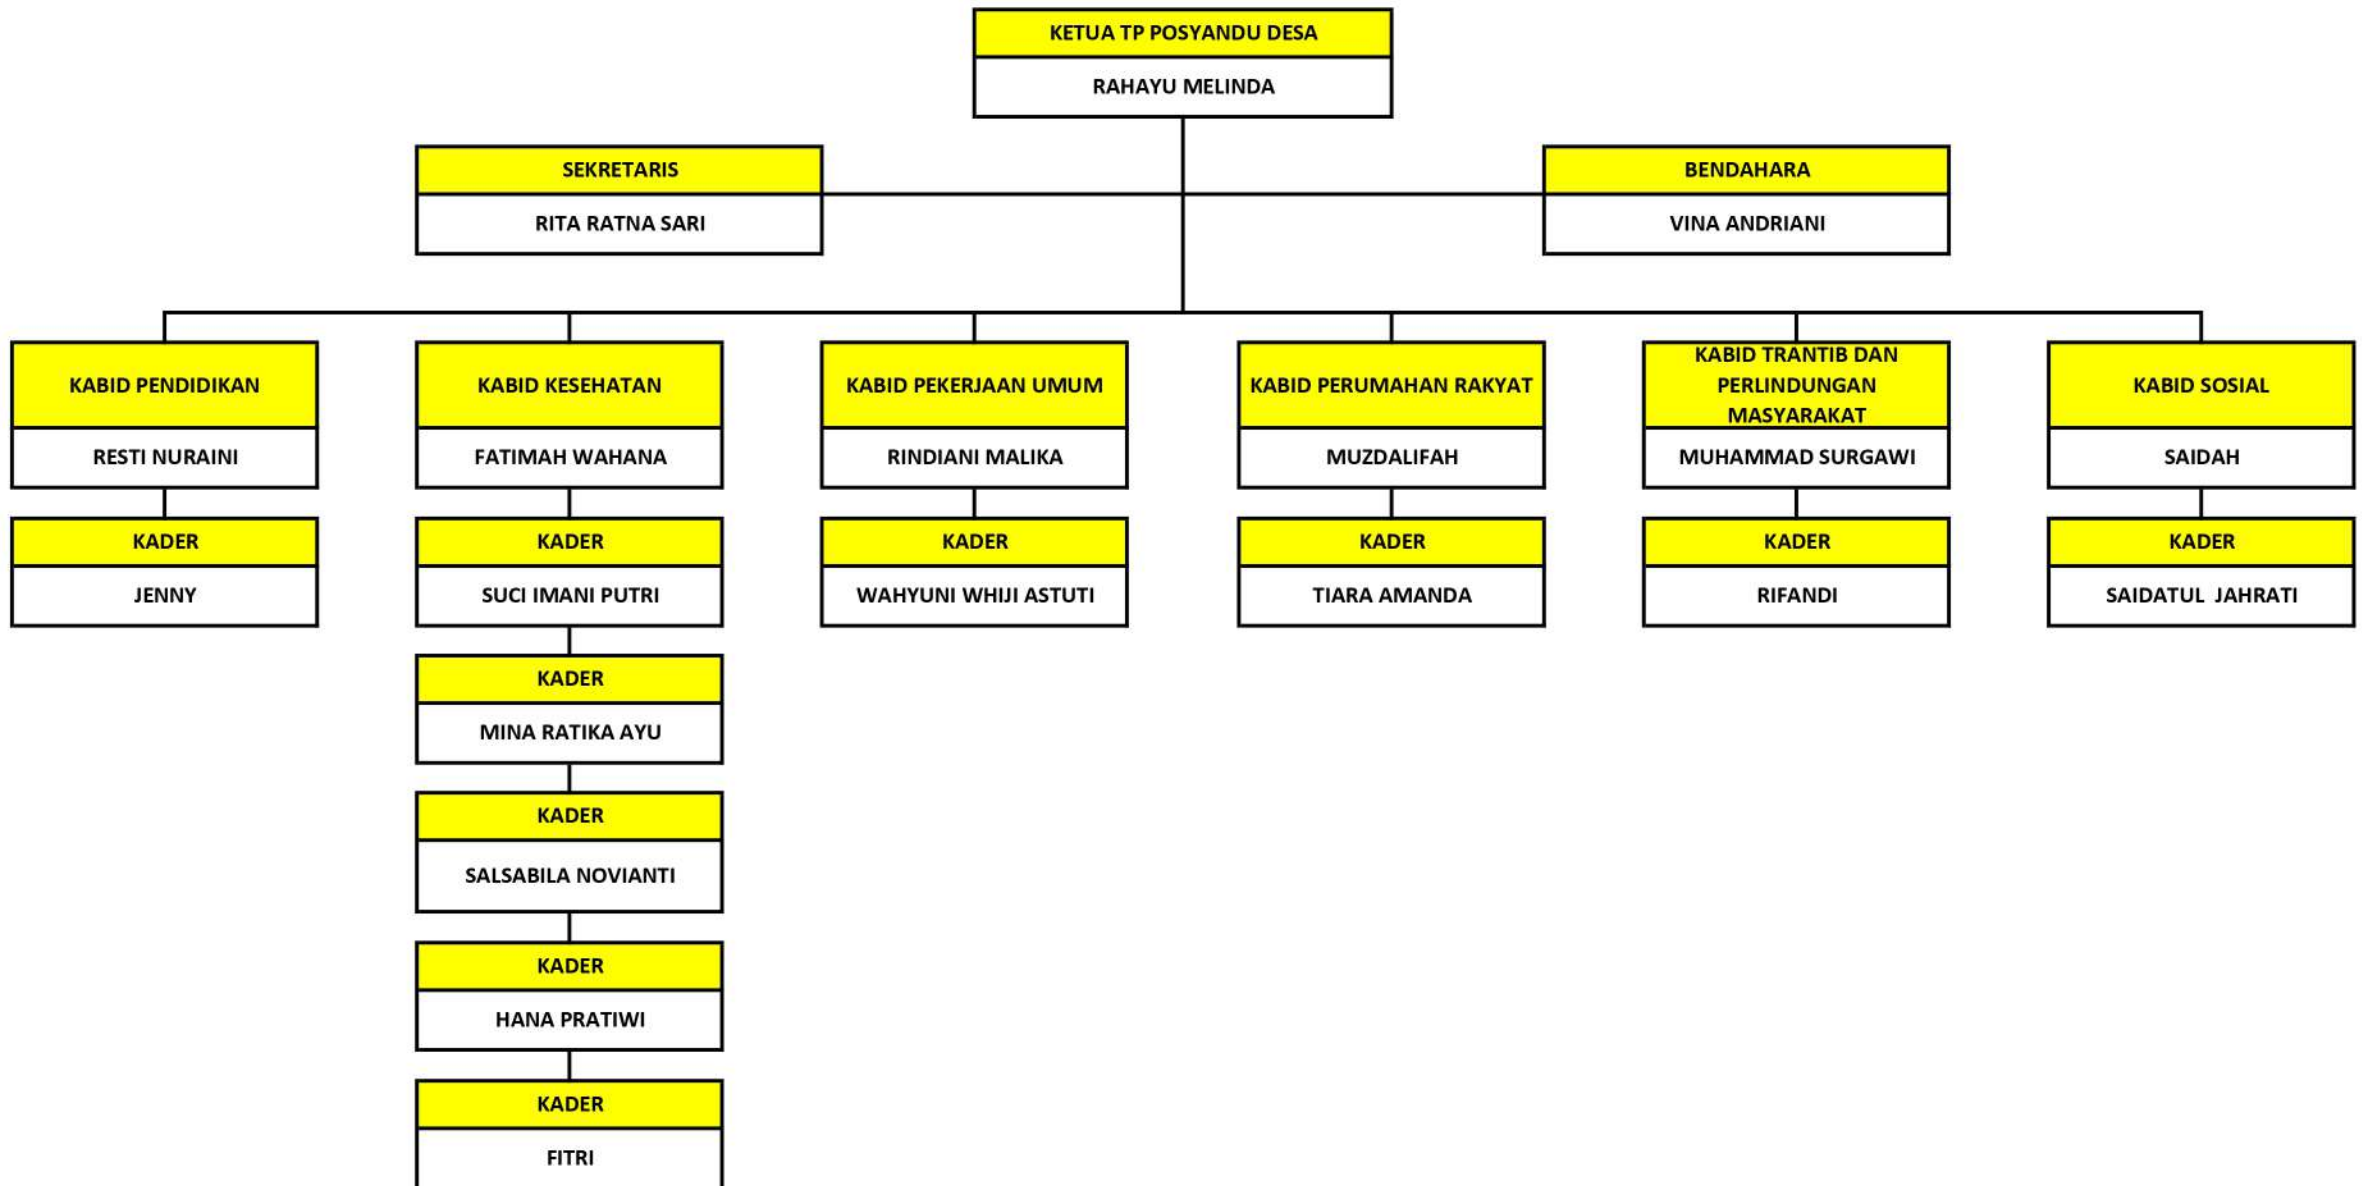 KETUA TP POSYANDU DESA
RAHAYU MELINDA
SEKRETARIS
RITA RATNA SARI
BENDAHARA
VINA ANDRIANI
KABID PENDIDIKAN
RESTI NURAINI
KABID KESEHATAN
FATIMAH WAHANA
KABID PEKERJAAN UMUM
RINDIANI MALIKA
KABID PERUMAHAN RAKYAT
MUZDALIFAH
KABID TRANTIB DAN
PERLINDUNGAN
MASYARAKAT
MUHAMMAD SURGAWI
KABID SOSIAL
SAIDAH
KADER
JENNY
KADER
SUCI IMANI PUTRI
KADER
WAHYUNI WHIJI ASTUTI
KADER
TIARA AMANDA
KADER
RIFANDI
KADER
SAIDATUL  JAHRATI
KADER
MINA RATIKA AYU
KADER
SALSABILA NOVIANTI
KADER
HANA PRATIWI
KADER
FITRI